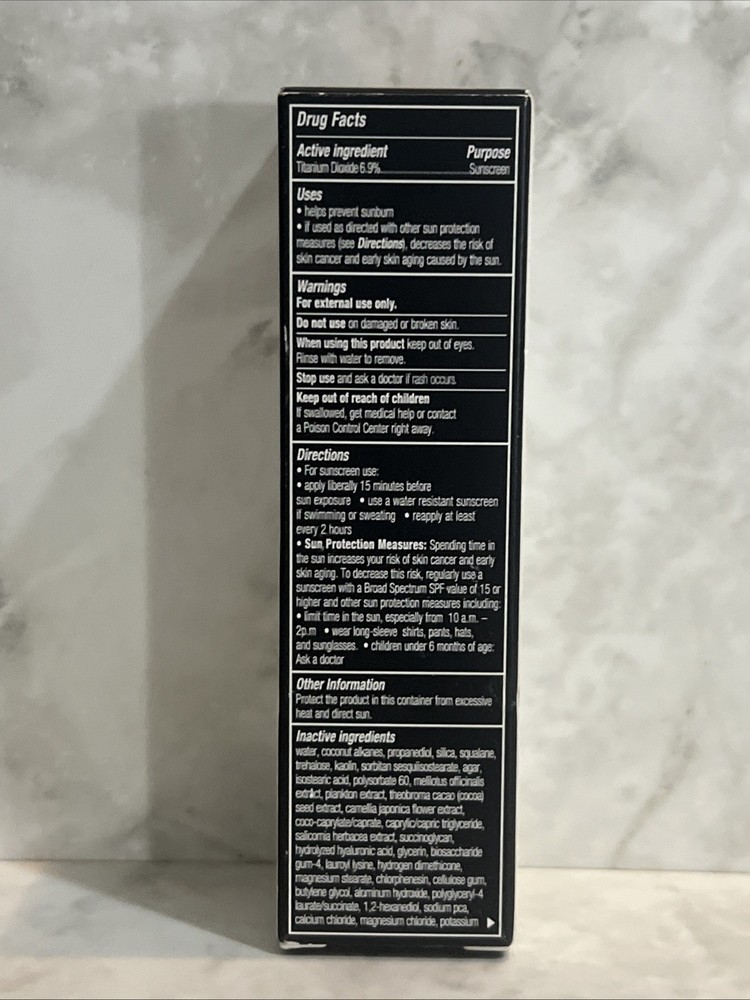 Drug Facts
Active ingredient Purpose
Titanium Dioxide 6.9% Sunscreen
Uses
• helps prevent sunburn
• if used as directed with other sun protection
measures (see Directions), decreases the risk of
skin cancer and early skin aging caused by the sun.
Warnings
For external use only.
Do not use on damaged or broken skin.
When using this product keep out of eyes.
Rinse with water to remove.
Stop use and ask a doctor if rash occurs.
Keep out of reach of children
If swallowed, get medical help or contact
a Poison Control Center right away.
Directions
• For sunscreen use:
• apply liberally 15 minutes before
sun exposure • use a water resistant sunscreen
if swimming or sweating • reapply at least
every 2 hours
• Sun Protection Measures: Spending time in
the sun increases your risk of skin cancer and early
skin aging. To decrease this risk, regularly use a
sunscreen with a Broad Spectrum SPF value of 15 or
higher and other sun protection measures including:
• limit time in the sun, especially from 10 a.m. –
2p.m • wear long-sleeve shirts, pants, hats,
and sunglasses. • children under 6 months of age:
Ask a doctor
Other Information
Protect the product in this container from excessive
heat and direct sun.
Inactive ingredients
water, coconut alkanes, propanediol, silica, squalane,
trehalose, kaolin, sorbitan sesquiisostearate, agar,
isostearic acid, polysorbate 60, melilotus officinalis
extract, plankton extract, theobroma cacao (cocoa)
seed extract, camellia japonica flower extract,
coco-caprylate/caprate, caprylic/capric triglyceride,
salicornia herbacea extract, succinoglycan,
hydrolyzed hyaluronic acid, glycerin, biosaccharide
gum-4, lauroyl lysine, hydrogen dimethicone,
magnesium stearate, chlorphenesin, cellulose gum,
butylene glycol, aluminum hydroxide, polyglyceryl-4
laurate/succinate, 1,2-hexanediol, sodium pca,
calcium chloride, magnesium chloride, potassium